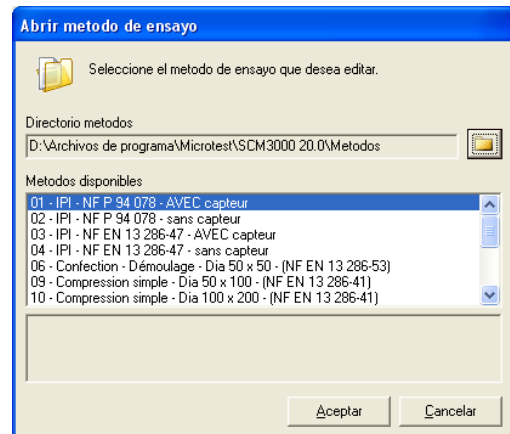 Abrir metodo de ensayo
Seleccione el metodo de ensayo que desea editar.
Directorio metodos
D:\Archivos de programa\Microtest\SCM3000 20.0\Metodos
Metodos disponibles
01 - IPI - NF P 94 078 - AVEC capteur
02 - IPI - NF P 94 078 - sans capteur
03 - IPI - NF EN 13 286-47 - AVEC capteur
04 - IPI - NF EN 13 286-47 - sans capteur
06 - Confection - Démoulage - Dia 50 x 50 - (NF EN 13 286-53)
09 - Compression simple - Dia 50 x 100 - (NF EN 13 286-41)
10 - Compression simple - Dia 100 x 200 - (NF EN 13 286-41)
Aceptar Cancelar